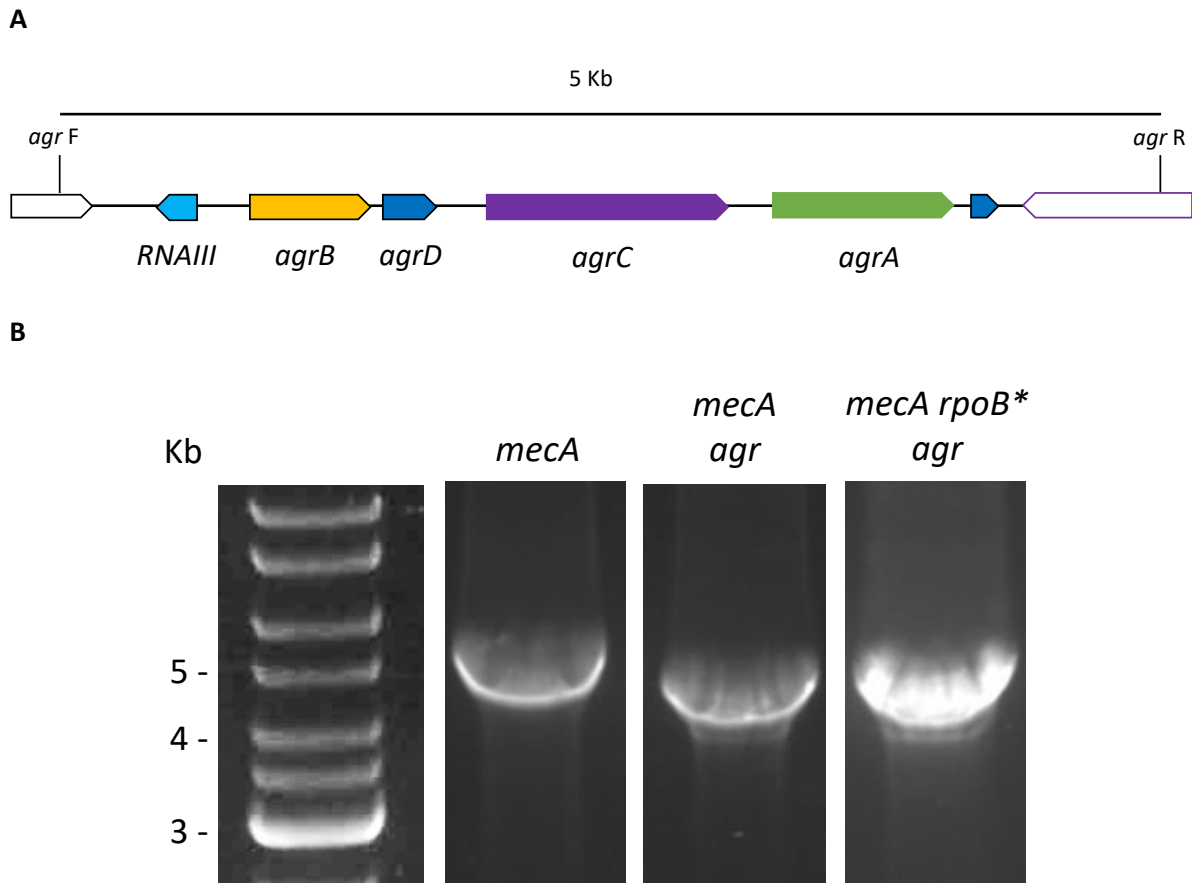 A
5 Kb
agr F
agr R
RNAIII
agrB
agrD
agrC
agrA
B
Kb
mecA
mecA
agr
mecA rpoB*
agr
5 -
4 -
3 -